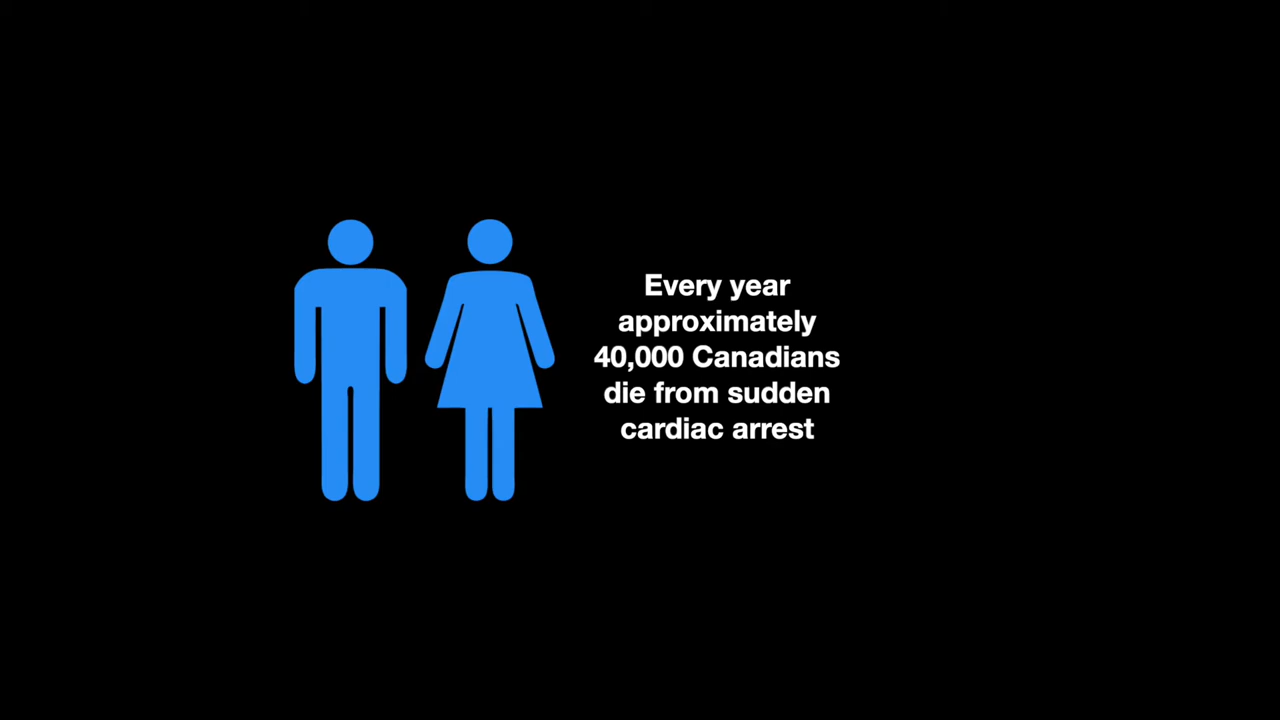 Every year
approximately
40,000 Canadians
die from sudden
cardiac arrest